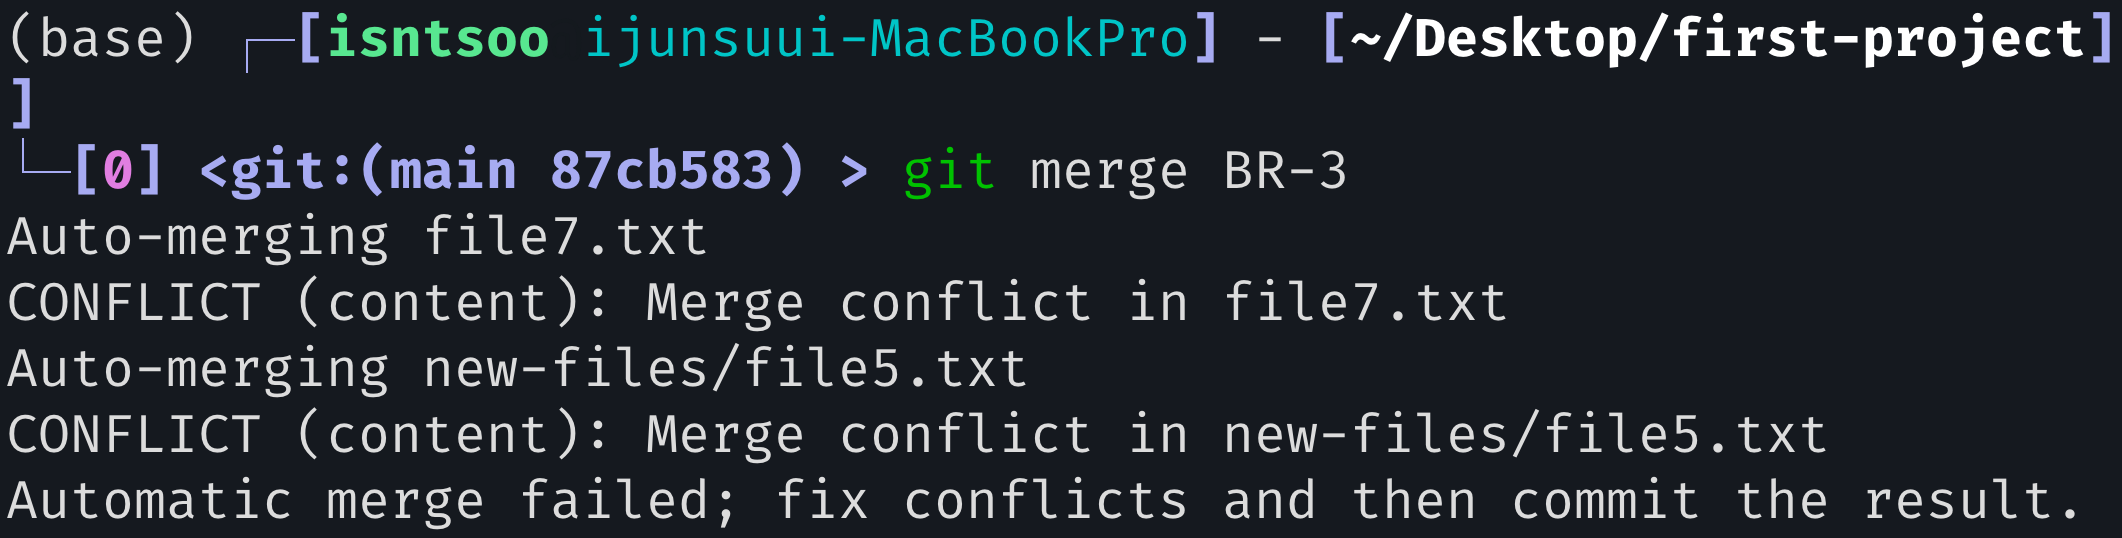 (base) ┌─[isntsoo ijunsuui-MacBookPro] - [~/Desktop/first-project]
]
└─[0] <git:(main 87cb583) > git merge BR-3
Auto-merging file7.txt
CONFLICT (content): Merge conflict in file7.txt
Auto-merging new-files/file5.txt
CONFLICT (content): Merge conflict in new-files/file5.txt
Automatic merge failed; fix conflicts and then commit the result.